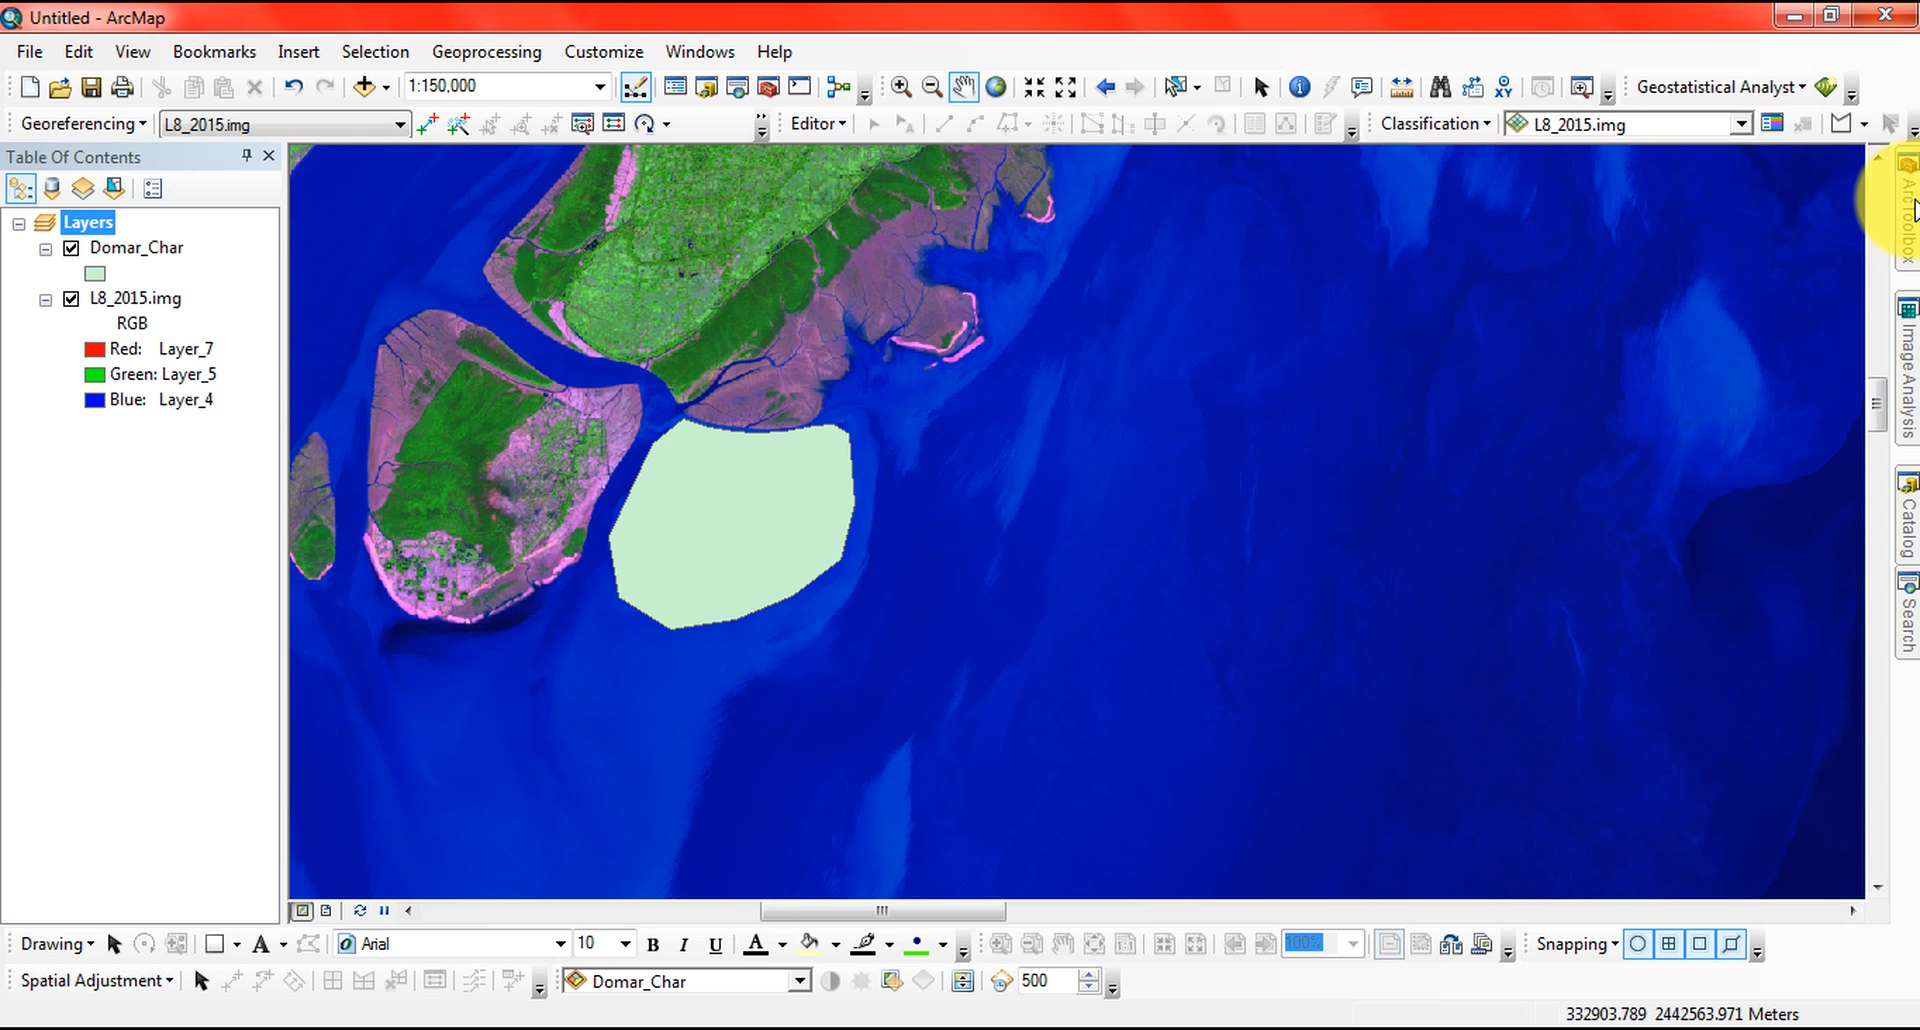 Untitled - ArcMap
File Edit View Bookmarks Insert Selection Geoprocessing Customize Windows Help
1:150,000
Geostatistical Analyst
Georeferencing L8_2015.img Editor Classification L8_2015.img
Table Of Contents
Layers
Domar_Char
L8_2015.img
RGB
Red: Layer_7
Green: Layer_5
Blue: Layer_4
ArcToolbox
Image Analysis
Catalog
Search
Drawing A Arial 10 B I U A 100% Snapping
Spatial Adjustment Domar_Char 500
332903.789 2442563.971 Meters